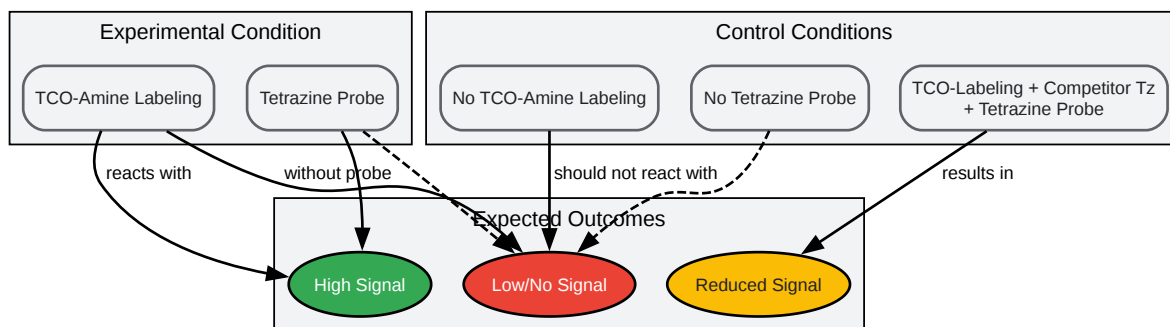 Experimental Condition
Control Conditions
TCO-Amine Labeling
Tetrazine Probe
No TCO-Amine Labeling
No Tetrazine Probe
TCO-Labeling + Competitor Tz
+ Tetrazine Probe
reacts with
without probe
should not react with
results in
Expected Outcomes
High Signal
Low/No Signal
Reduced Signal